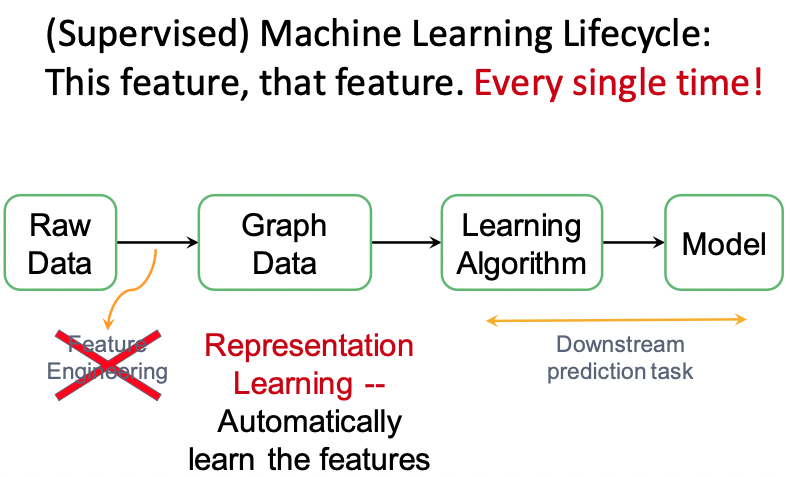 (Supervised) Machine Learning Lifecycle:
This feature, that feature. Every single time!
Raw
Data
Graph
Data
Learning
Algorithm
Model
Feature
Engineering
Representation
Learning --
Automatically
learn the features
Downstream
prediction task